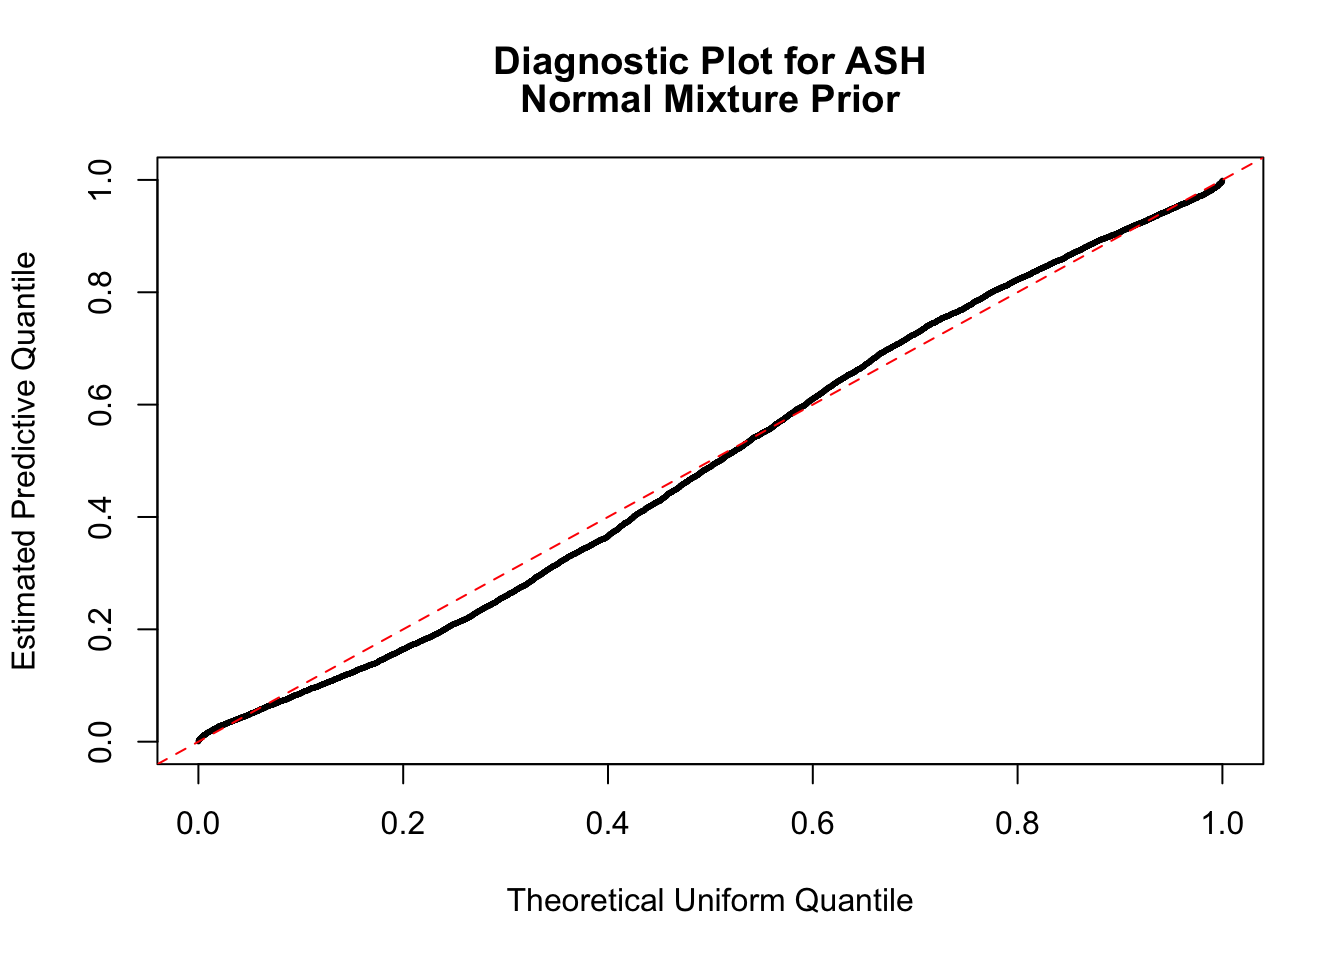 Diagnostic Plot for ASH
Normal Mixture Prior
Estimated Predictive Quantile
1.0
0.8
0.6
0.4
0.2
0.0
0.0 0.2 0.4 0.6 0.8 1.0
Theoretical Uniform Quantile